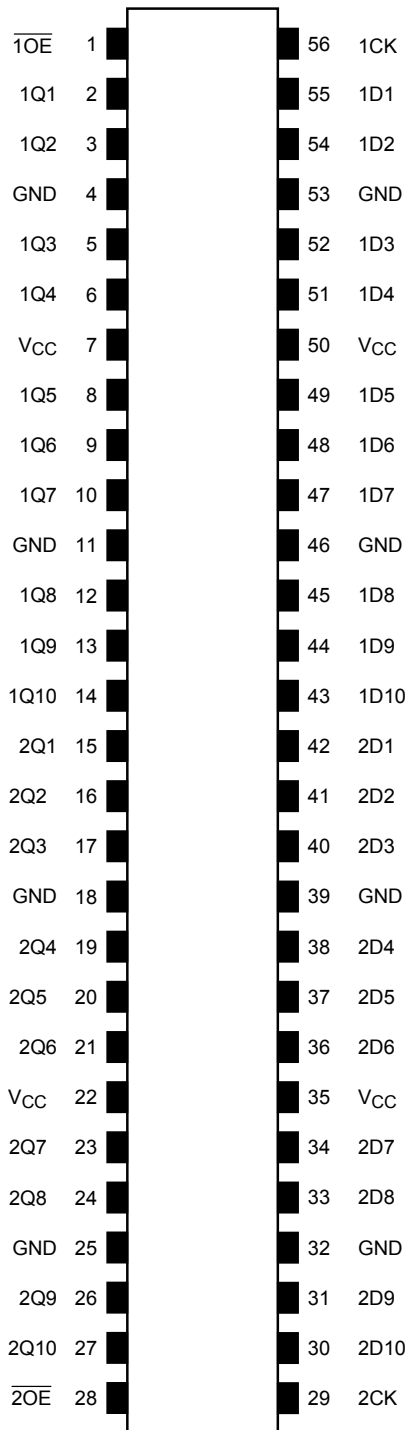 1OE 1 56 1CK
1Q1 2 55 1D1
1Q2 3 54 1D2
GND 4 53 GND
1Q3 5 52 1D3
1Q4 6 51 1D4
VCC 7 50 VCC
1Q5 8 49 1D5
1Q6 9 48 1D6
1Q7 10 47 1D7
GND 11 46 GND
1Q8 12 45 1D8
1Q9 13 44 1D9
1Q10 14 43 1D10
2Q1 15 42 2D1
2Q2 16 41 2D2
2Q3 17 40 2D3
GND 18 39 GND
2Q4 19 38 2D4
2Q5 20 37 2D5
2Q6 21 36 2D6
VCC 22 35 VCC
2Q7 23 34 2D7
2Q8 24 33 2D8
GND 25 32 GND
2Q9 26 31 2D9
2Q10 27 30 2D10
2OE 28 29 2CK